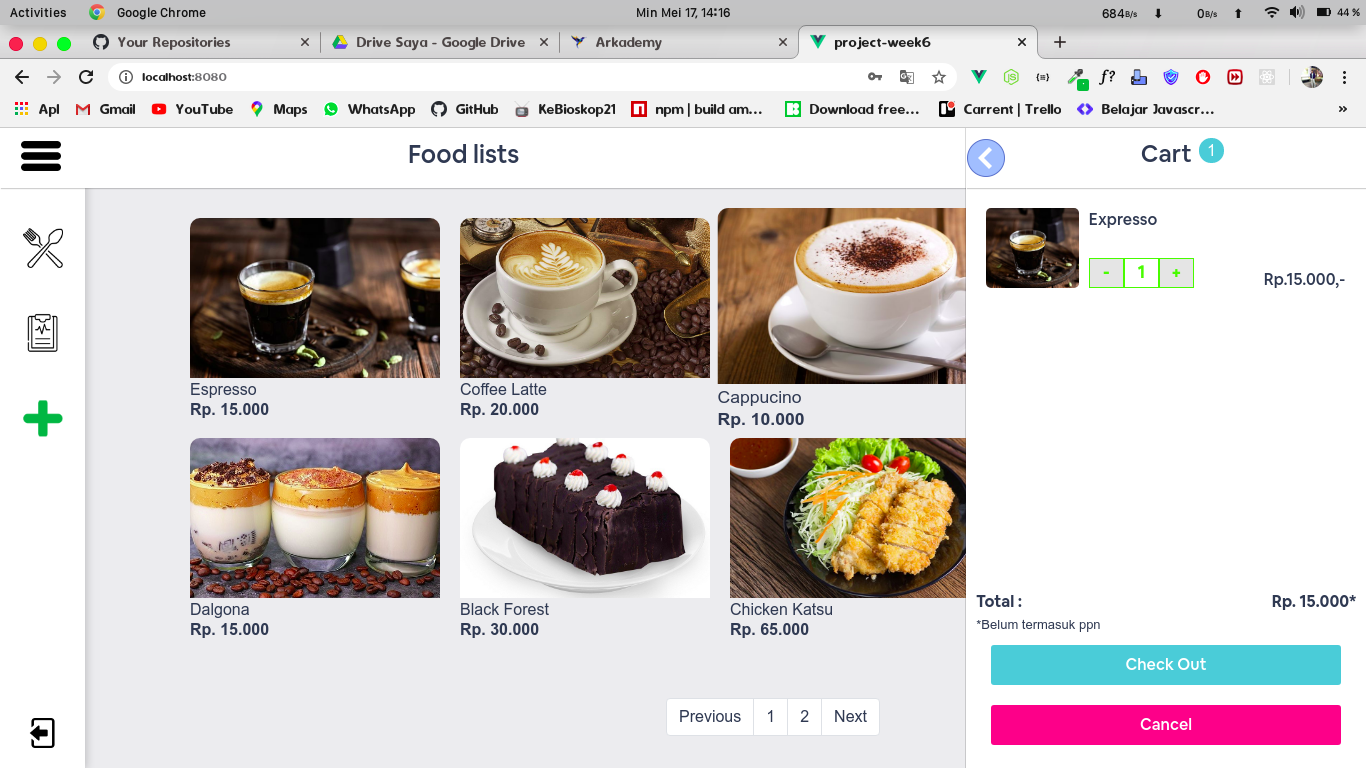 Activities Google Chrome Min Mei 17, 14:16 684B/s 0B/s 44 %
Your Repositories Drive Saya - Google Drive Arkademy project-week6
localhost:8080
Apl Gmail YouTube Maps WhatsApp GitHub KeBioskop21 npm | build am... Download free... Carrent | Trello Belajar Javascr... »
Food lists
Cart 1
Expresso
- 1 +
Rp.15.000,-
Espresso
Rp. 15.000
Coffee Latte
Rp. 20.000
Cappucino
Rp. 10.000
Dalgona
Rp. 15.000
Black Forest
Rp. 30.000
Chicken Katsu
Rp. 65.000
Previous 1 2 Next
Total : Rp. 15.000*
*Belum termasuk ppn
Check Out
Cancel